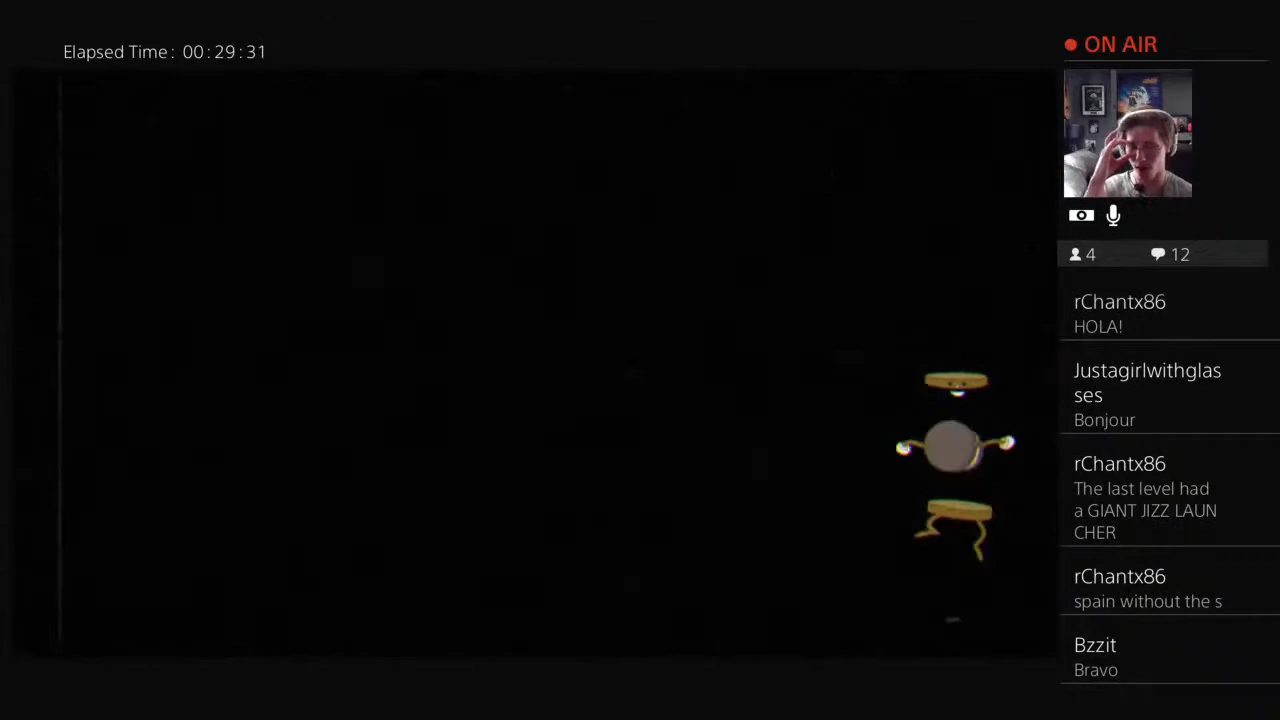 Elapsed Time: 00:29:31
ON AIR
4
12
rChantx86
HOLA!
Justagirlwithglas
ses
Bonjour
rChantx86
The last level had
a GIANT JIZZ LAUN
CHER
rChantx86
spain without the s
Bzzit
Bravo